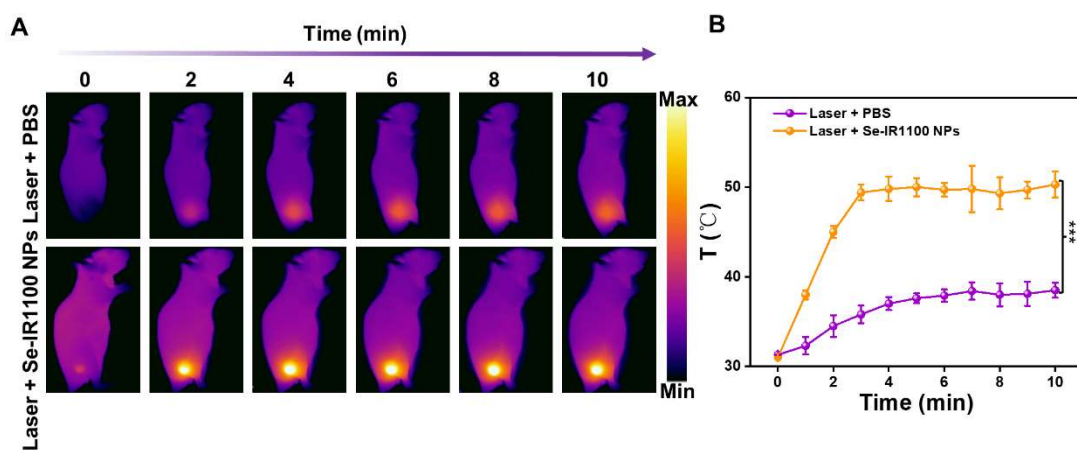 A
Time (min)
0 2 4 6 8 10
Laser + PBS
Laser + Se-IR1100 NPs
Max
Min
B
60
50
40
30
T (℃)
Laser + PBS
Laser + Se-IR1100 NPs
***
0 2 4 6 8 10
Time (min)